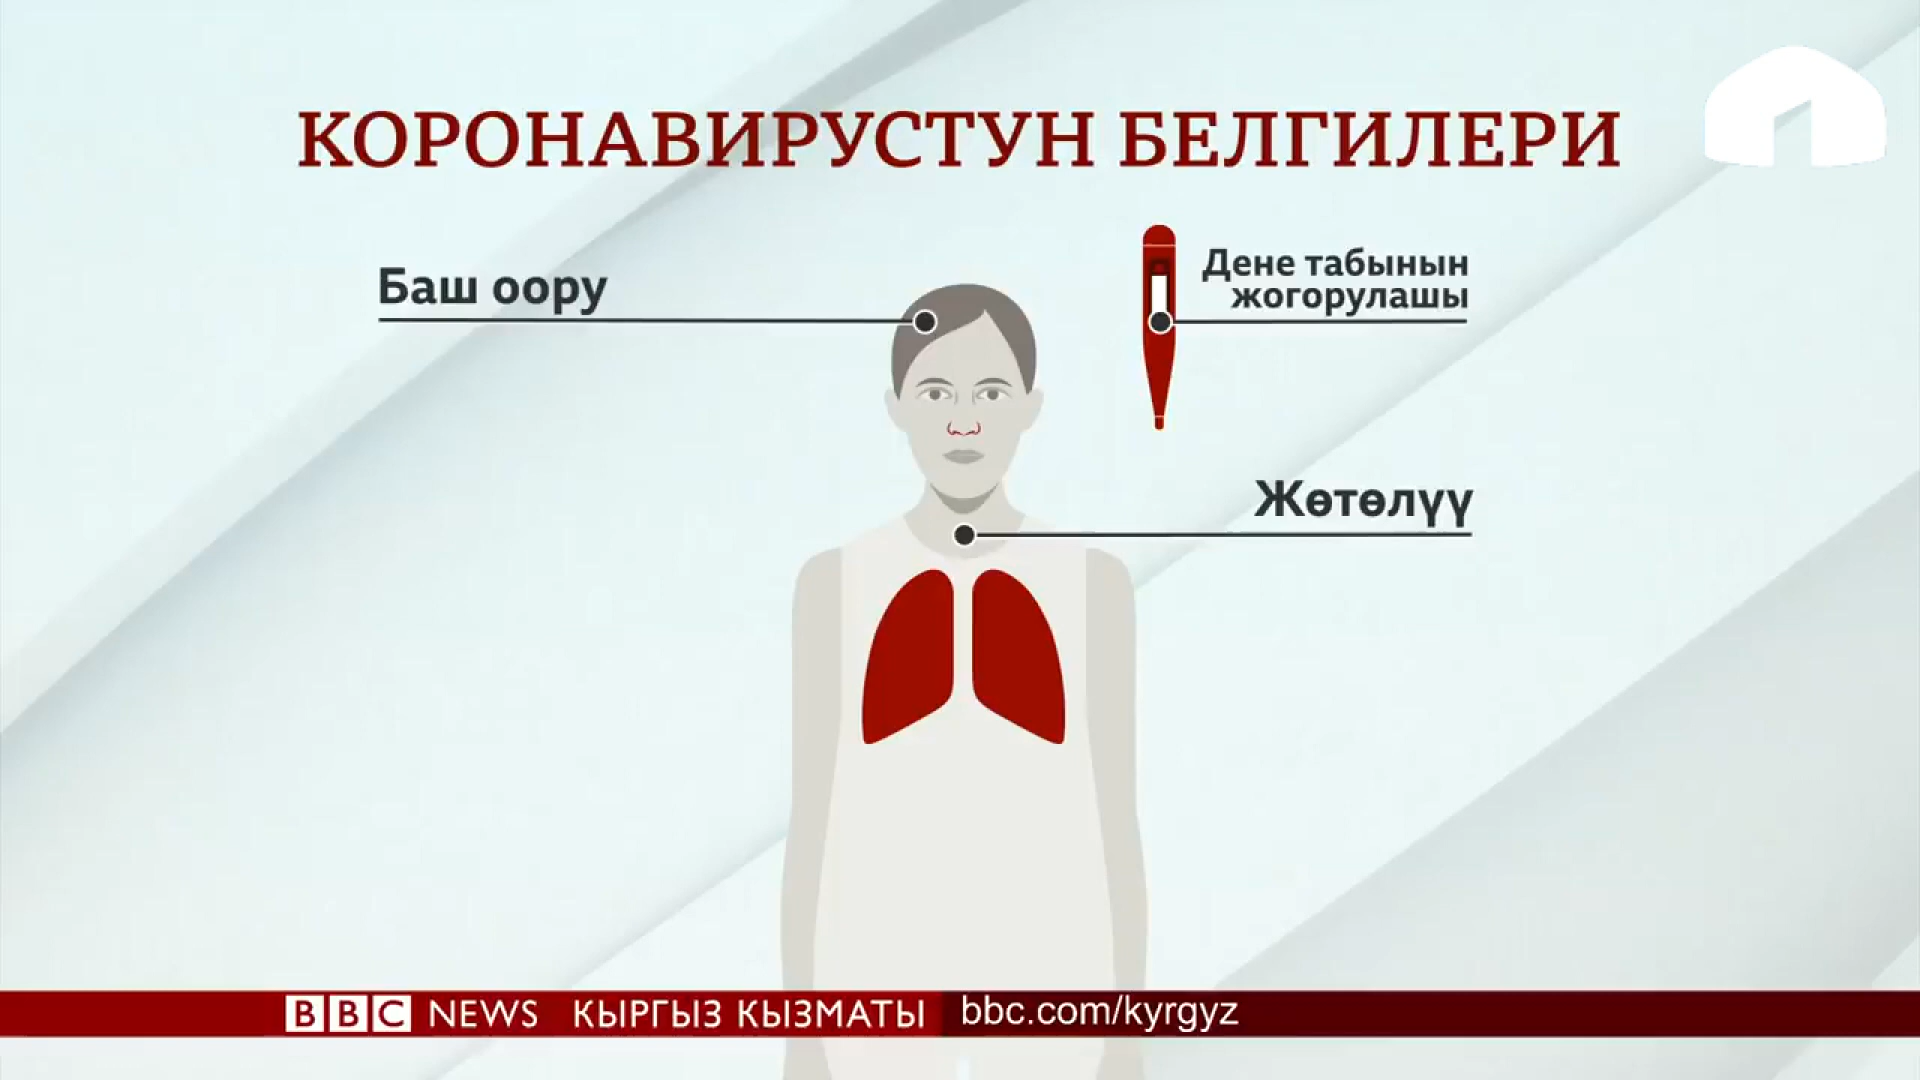 КОРОНАВИРУСТУН БЕЛГИЛЕРИ
Баш оору
Дене табынын
жогорулашы
Жөтөлүү
BBC NEWS КЫРГЫЗ КЫЗМАТЫ bbc.com/kyrgyz